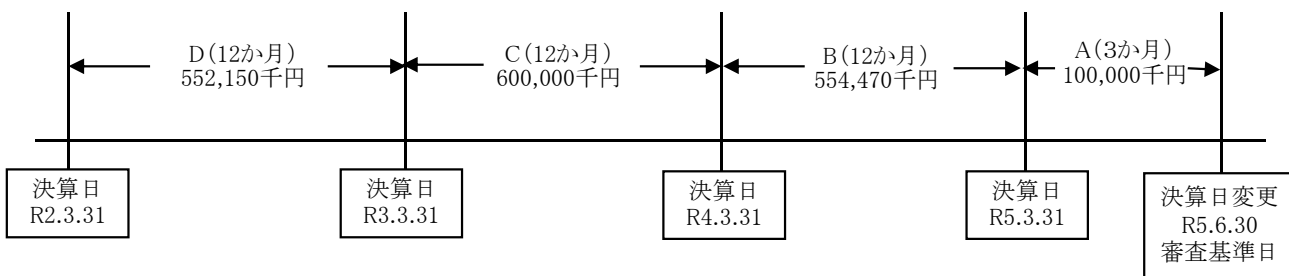 D(12か月)
552,150千円
C(12か月)
600,000千円
B(12か月)
554,470千円
A(3か月)
100,000千円
決算日
R2.3.31
決算日
R3.3.31
決算日
R4.3.31
決算日
R5.3.31
決算日変更
R5.6.30
審査基準日